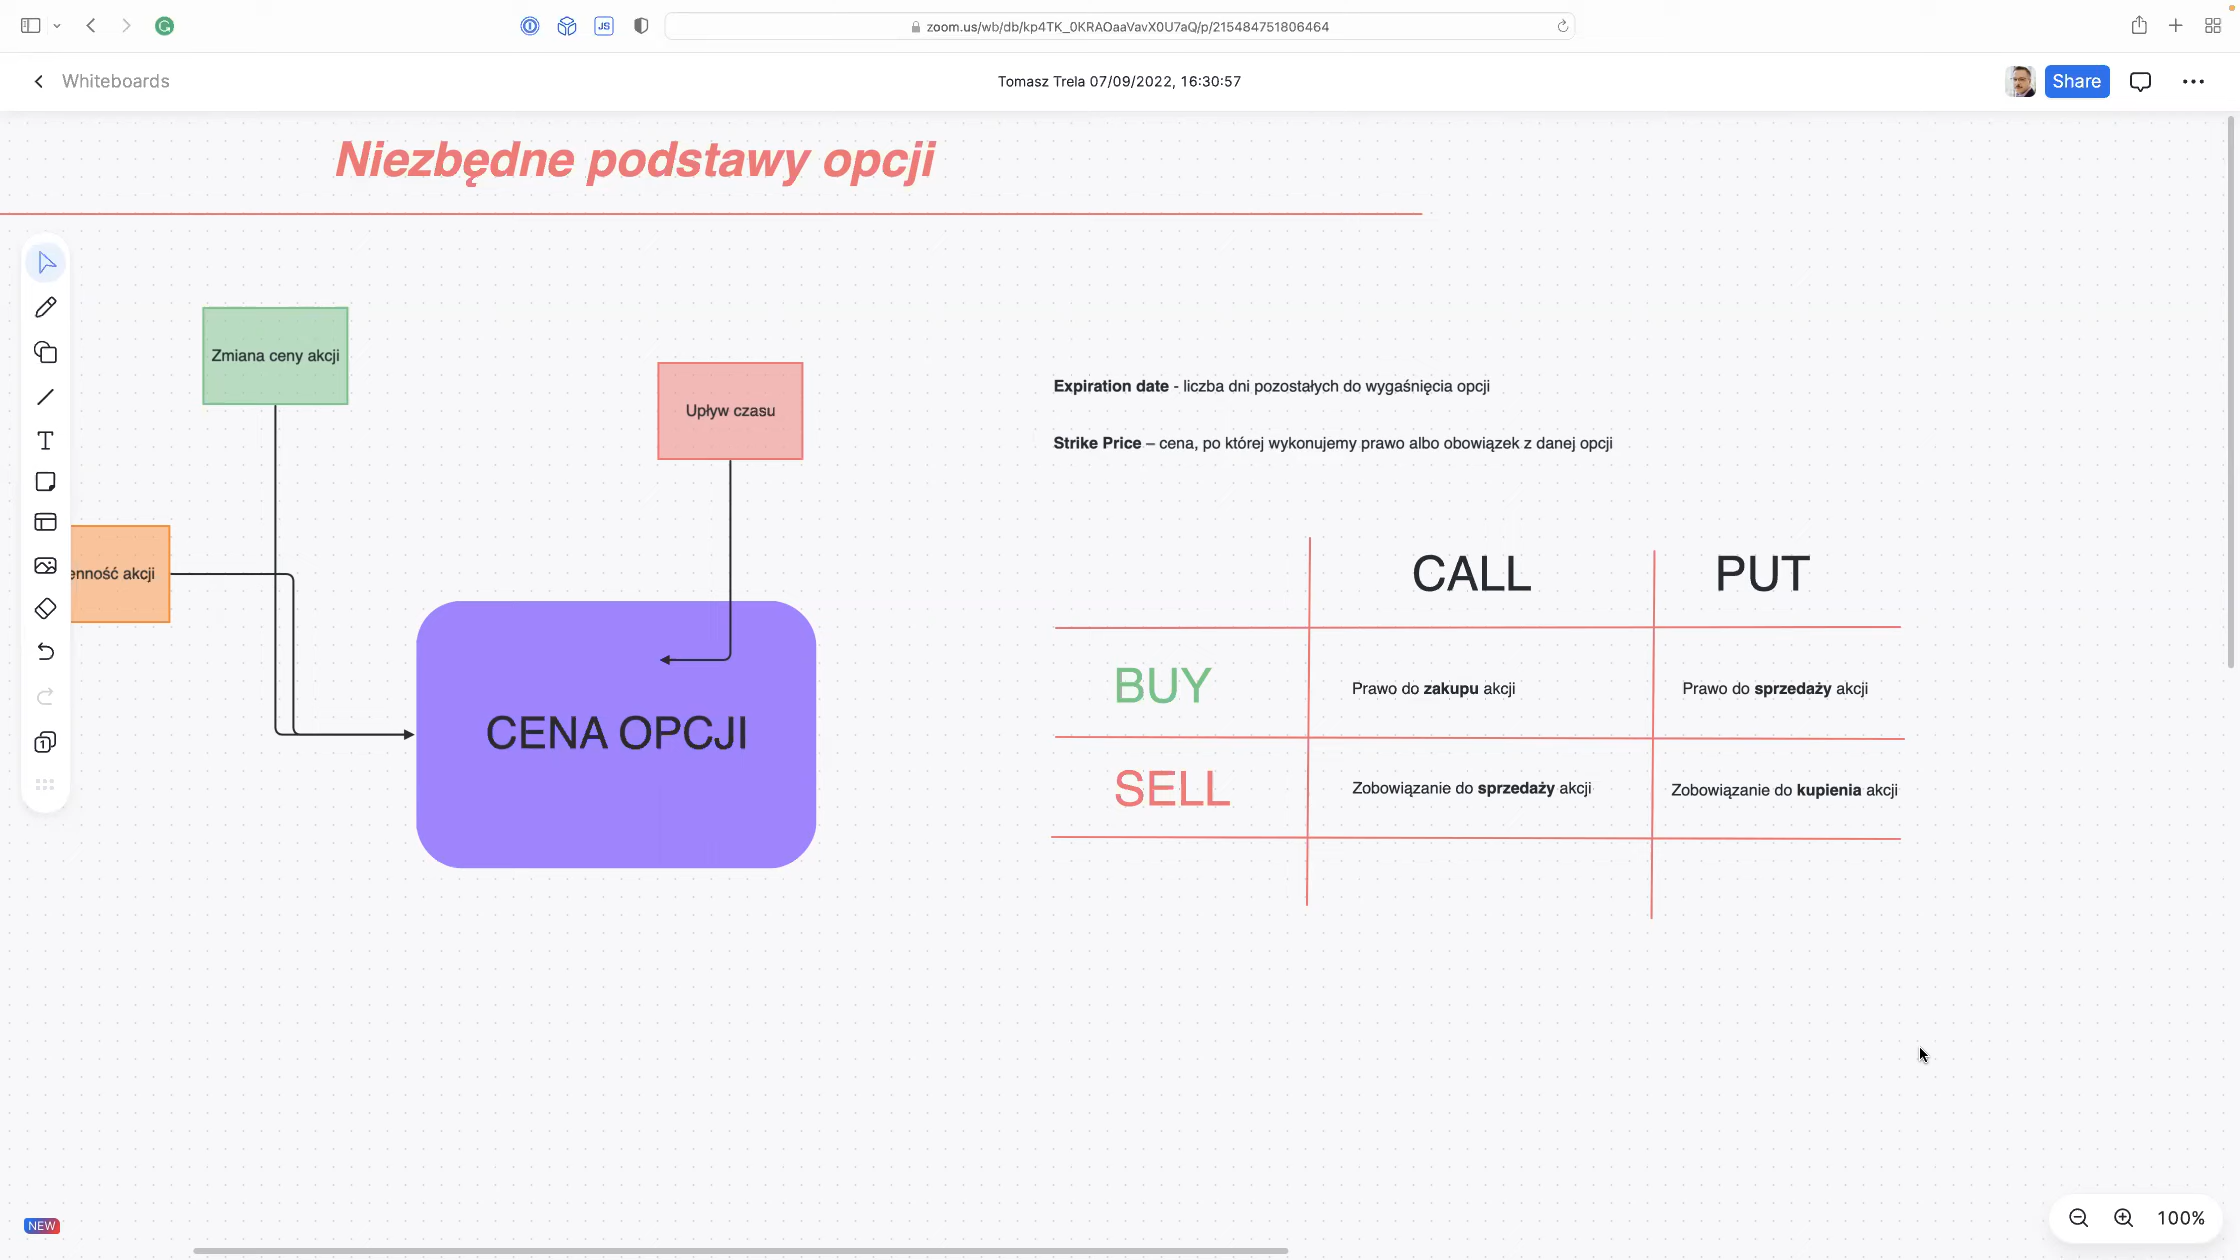 zoom.us/wb/db/kp4TK_0KRAOaaVavX0U7aQ/p/215484751806464
Whiteboards
Tomasz Trela 07/09/2022, 16:30:57
Share
Niezbędne podstawy opcji
Zmiana ceny akcji
Upływ czasu
enność akcji
CENA OPCJI
Expiration date - liczba dni pozostałych do wygaśnięcia opcji
Strike Price – cena, po której wykonujemy prawo albo obowiązek z danej opcji
CALL PUT
BUY Prawo do zakupu akcji Prawo do sprzedaży akcji
SELL Zobowiązanie do sprzedaży akcji Zobowiązanie do kupienia akcji
NEW
100%